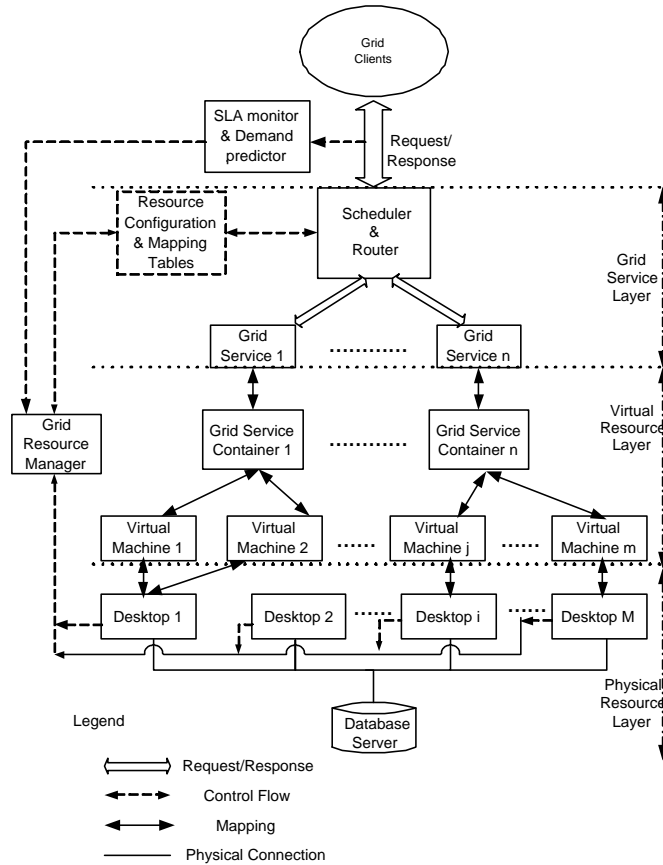 Grid
Clients
SLA monitor
& Demand
predictor
Request/
Response
Resource
Configuration
& Mapping
Tables
Scheduler
&
Router
Grid
Service
Layer
Grid
Service 1
Grid
Service n
Grid
Resource
Manager
Grid Service
Container 1
Grid Service
Container n
Virtual
Resource
Layer
Virtual
Machine 1
Virtual
Machine 2
Virtual
Machine j
Virtual
Machine m
Desktop 1
Desktop 2
Desktop i
Desktop M
Physical
Resource
Layer
Database
Server
Legend
Request/Response
Control Flow
Mapping
Physical Connection